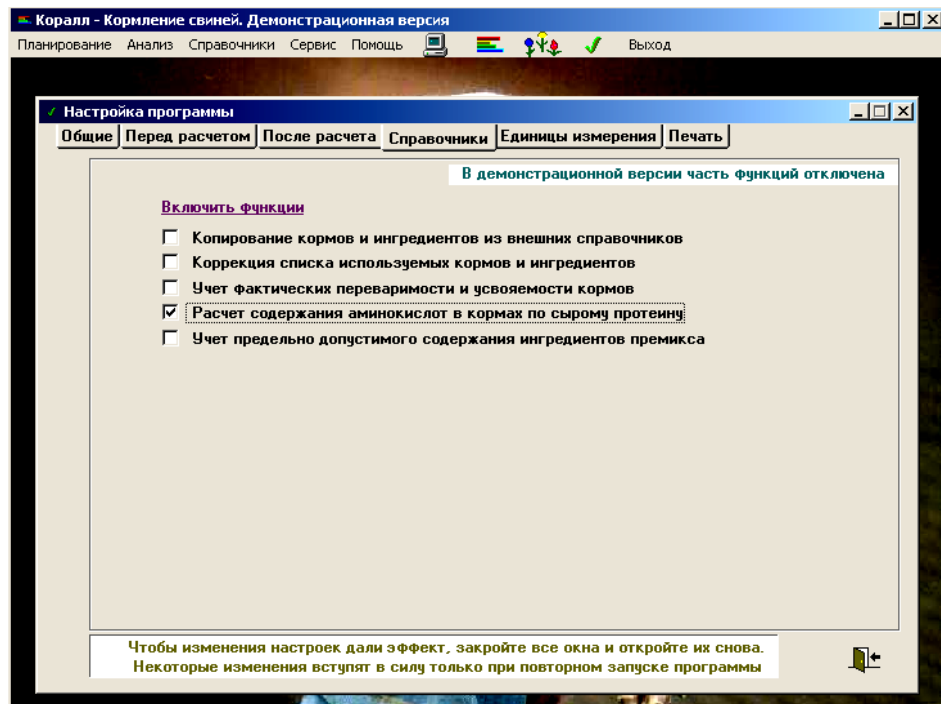 Коралл - Кормление свиней. Демонстрационная версия
Планирование Анализ Справочники Сервис Помощь Выход
Настройка программы
Общие Перед расчетом После расчета Справочники Единицы измерения Печать
В демонстрационной версии часть функций отключена
Включить функции
Копирование кормов и ингредиентов из внешних справочников
Коррекция списка используемых кормов и ингредиентов
Учет фактических переваримости и усвояемости кормов
Расчет содержания аминокислот в кормах по сырому протеину
Учет предельно допустимого содержания ингредиентов премикса
Чтобы изменения настроек дали эффект, закройте все окна и откройте их снова.
Некоторые изменения вступят в силу только при повторном запуске программы